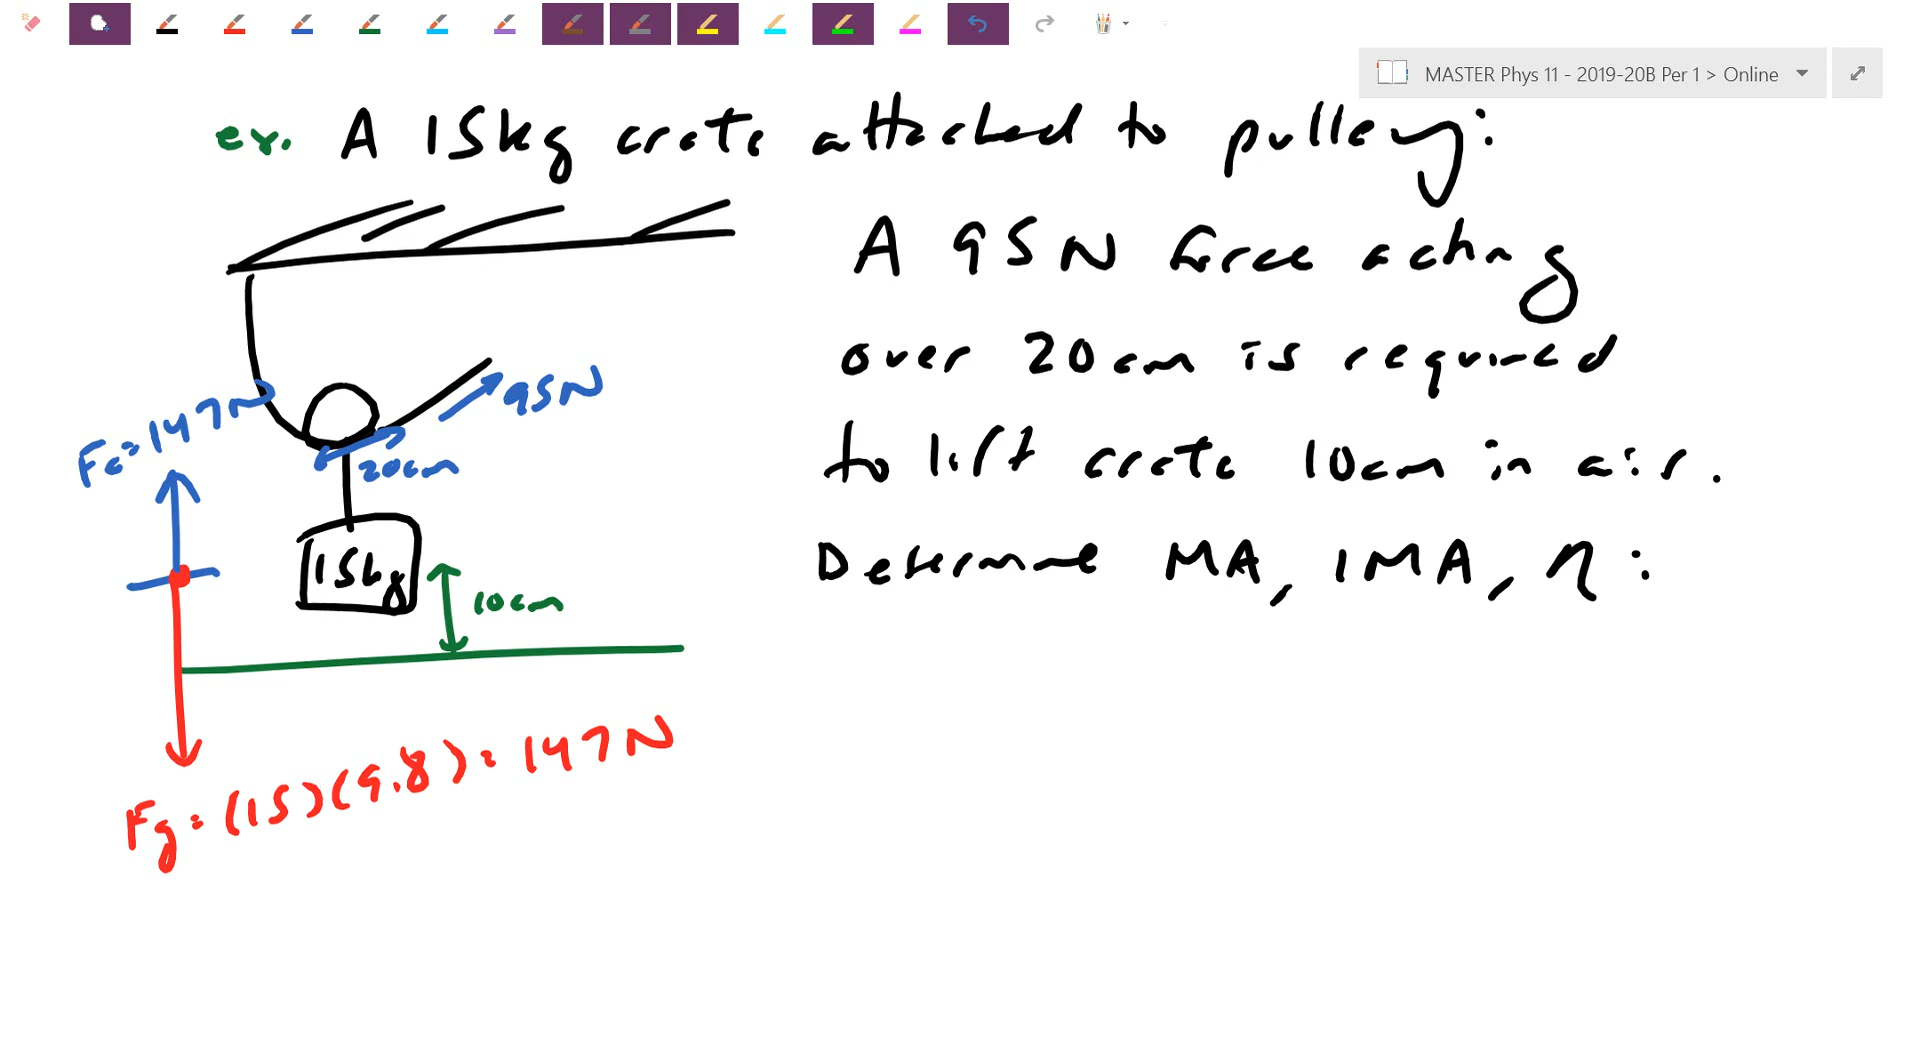 MASTER Phys 11 - 2019-20B Per 1 > Online
ex. A 15kg crate attached to pulley:
A 95N force acting
over 20cm is required
to lift crate 10cm in air.
Determine MA, IMA, η:
95N
Fa=147N
20cm
15kg
10cm
Fg=(15)(9.8)=147N